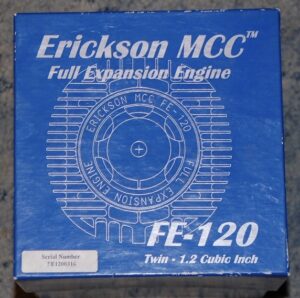 Erickson MCC™
Full Expansion Engine
ERICKSON MCC FE-120
FULL EXPANSION ENGINE
FE-120
Twin - 1.2 Cubic Inch
Serial Number